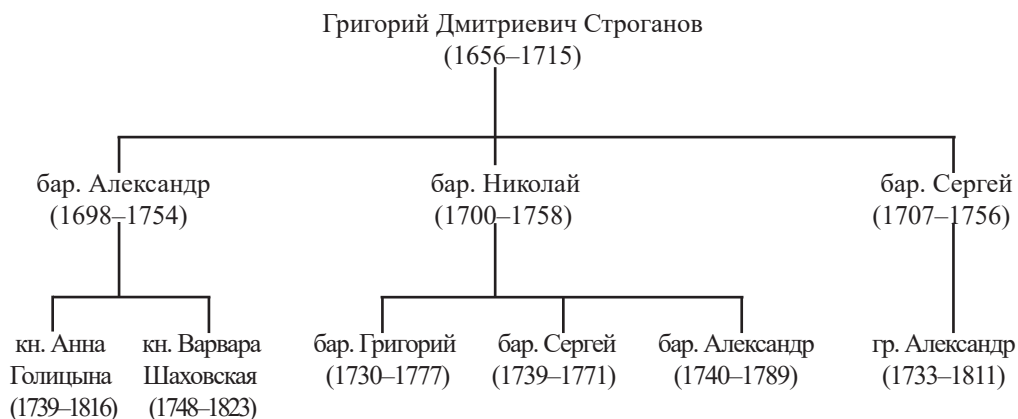 Григорий Дмитриевич Строганов
(1656–1715)
бар. Александр
(1698–1754)
бар. Николай
(1700–1758)
бар. Сергей
(1707–1756)
кн. Анна
Голицына
(1739–1816)
кн. Варвара
Шаховская
(1748–1823)
бар. Григорий
(1730–1777)
бар. Сергей
(1739–1771)
бар. Александр
(1740–1789)
гр. Александр
(1733–1811)